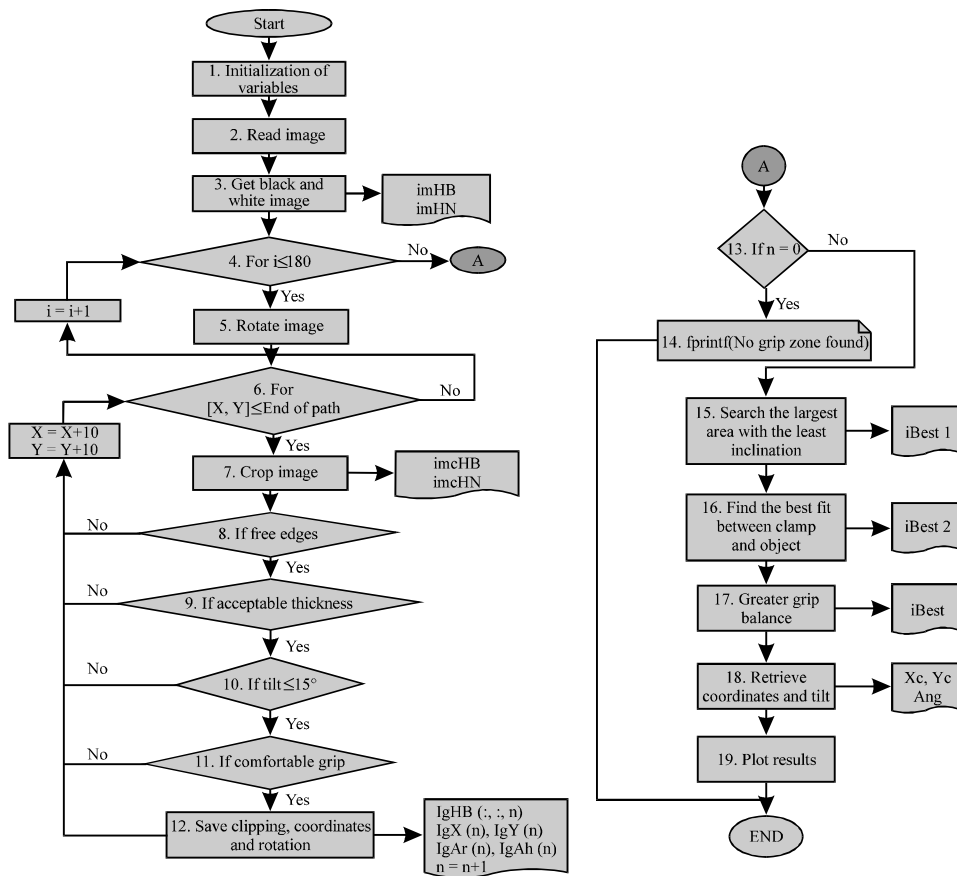 Start
1. Initialization of
variables
2. Read image
3. Get black and
white image
imHB
imHN
4. For i≤180
No
A
Yes
i = i+1
5. Rotate image
6. For
[X, Y]≤End of path
No
X = X+10
Y = Y+10
Yes
7. Crop image
imcHB
imcHN
No
8. If free edges
Yes
9. If acceptable thickness
No
Yes
10. If tilt≤15°
No
Yes
11. If comfortable grip
No
Yes
12. Save clipping, coordinates
and rotation
IgHB (:, :, n)
IgX (n), IgY (n)
IgAr (n), IgAh (n)
n = n+1
A
13. If n = 0
No
Yes
14. fprintf(No grip zone found)
15. Search the largest
area with the least
inclination
iBest 1
16. Find the best fit
between clamp
and object
iBest 2
17. Greater grip
balance
iBest
18. Retrieve
coordinates and tilt
Xc, Yc
Ang
19. Plot results
END